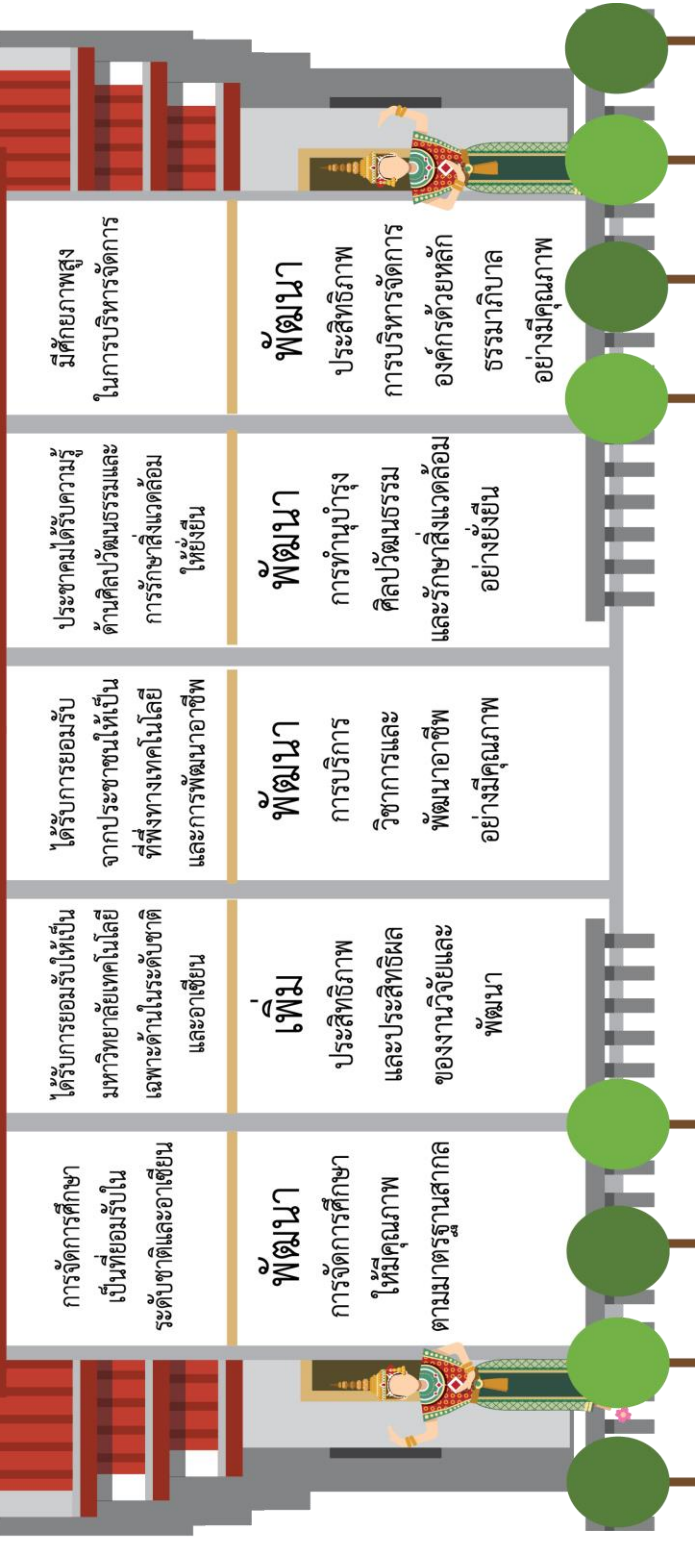 การจัดการศึกษา
เป็นที่ยอมรับใน
ระดับชาติและอาเซียน
ได้รับการยอมรับให้เป็น
มหาวิทยาลัยเทคโนโลยี
เฉพาะด้านในระดับชาติ
และอาเซียน
ได้รับการยอมรับ
จากประชาชนให้เป็น
ที่พึ่งทางเทคโนโลยี
และการพัฒนาอาชีพ
ประชาคมได้รับความรู้
ด้านศิลปวัฒนธรรมและ
การรักษาสิ่งแวดล้อม
ให้ยั่งยืน
มีศักยภาพสูง
ในการบริหารจัดการ
พัฒนา
การจัดการศึกษา
ให้มีคุณภาพ
ตามมาตรฐานสากล
เพิ่ม
ประสิทธิภาพ
และประสิทธิผล
ของงานวิจัยและ
พัฒนา
พัฒนา
การบริการ
วิชาการและ
พัฒนาอาชีพ
อย่างมีคุณภาพ
พัฒนา
การทำนุบำรุง
ศิลปวัฒนธรรม
และรักษาสิ่งแวดล้อม
อย่างยั่งยืน
พัฒนา
ประสิทธิภาพ
การบริหารจัดการ
องค์กรด้วยหลัก
ธรรมาภิบาล
อย่างมีคุณภาพ